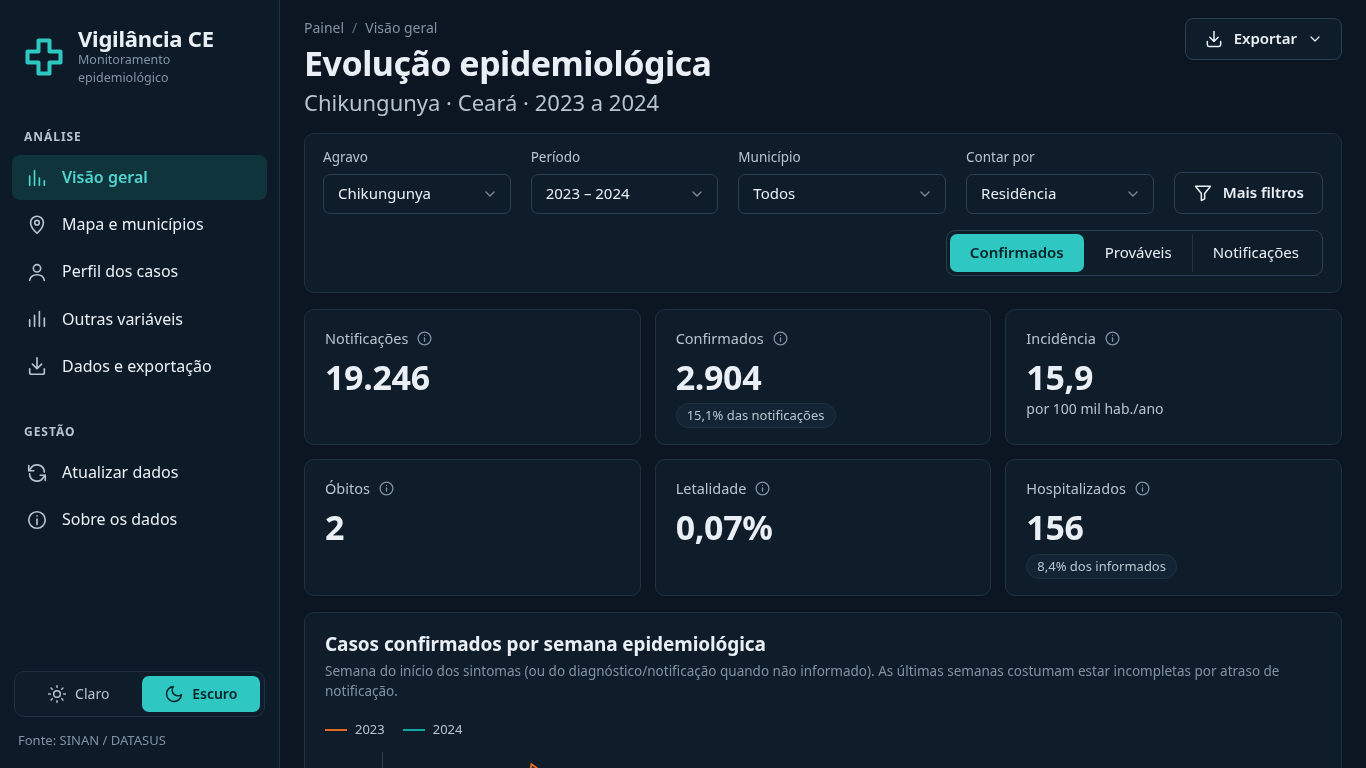 Vigilância CE
Monitoramento
epidemiológico
ANÁLISE
Visão geral
Mapa e municípios
Perfil dos casos
Outras variáveis
Dados e exportação
GESTÃO
Atualizar dados
Sobre os dados
Claro
Escuro
Fonte: SINAN / DATASUS
Painel / Visão geral
Evolução epidemiológica
Chikungunya · Ceará · 2023 a 2024
Exportar
Agravo
Chikungunya
Período
2023 – 2024
Município
Todos
Contar por
Residência
Mais filtros
Confirmados
Prováveis
Notificações
Notificações
19.246
Confirmados
2.904
15,1% das notificações
Incidência
15,9
por 100 mil hab./ano
Óbitos
2
Letalidade
0,07%
Hospitalizados
156
8,4% dos informados
Casos confirmados por semana epidemiológica
Semana do início dos sintomas (ou do diagnóstico/notificação quando não informado). As últimas semanas costumam estar incompletas por atraso de
notificação.
2023
2024